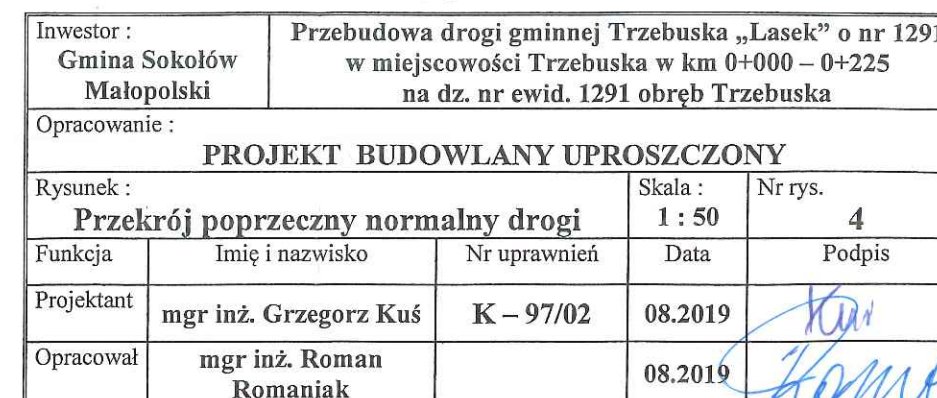 Inwestor :
Gmina Sokołów
Małopolski
Przebudowa drogi gminnej Trzebuska „Lasek” o nr 1291
w miejscowości Trzebuska w km 0+000 – 0+225
na dz. nr ewid. 1291 obręb Trzebuska
Opracowanie :
PROJEKT BUDOWLANY UPROSZCZONY
Rysunek :
Przekrój poprzeczny normalny drogi
Skala :
1 : 50
Nr rys.
4
Funkcja Imię i nazwisko Nr uprawnień Data Podpis
Projektant mgr inż. Grzegorz Kuś K – 97/02 08.2019
Opracował mgr inż. Roman
Romaniak 08.2019